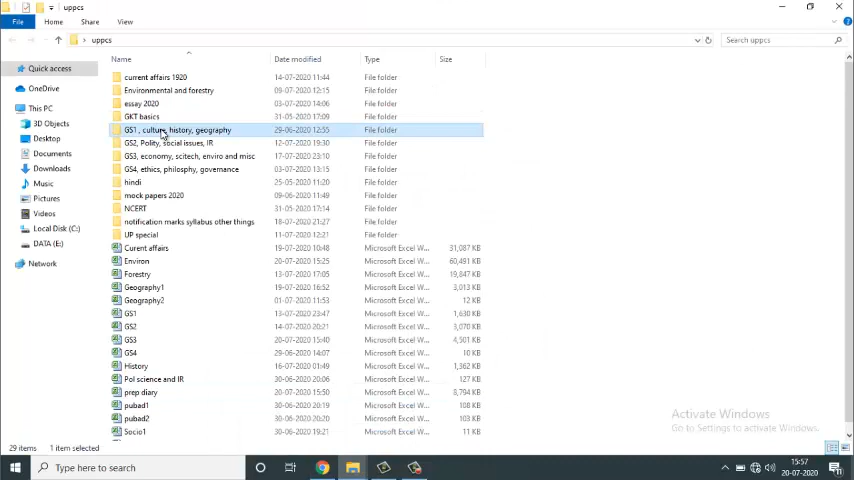 uppcs
File Home Share View
uppcs
Search uppcs
Name Date modified Type Size
Quick access
OneDrive
This PC
3D Objects
Desktop
Documents
Downloads
Music
Pictures
Videos
Local Disk (C:)
DATA (E:)
Network
current affairs 1920 14-07-2020 11:44 File folder
Environmental and forestry 09-07-2020 12:15 File folder
essay 2020 03-07-2020 14:06 File folder
GKT basics 31-05-2020 17:09 File folder
GS1 , culture, history, geography 29-06-2020 12:55 File folder
GS2, Polity, social issues, IR 12-07-2020 19:30 File folder
GS3, economy, scitech, enviro and misc 17-07-2020 23:10 File folder
GS4, ethics, philosphy, governance 03-07-2020 13:15 File folder
hindi 25-05-2020 11:20 File folder
mock papers 2020 09-06-2020 11:49 File folder
NCERT 31-05-2020 17:14 File folder
notification marks syllabus other things 18-07-2020 21:27 File folder
UP special 11-07-2020 12:21 File folder
Curent affairs 19-07-2020 10:48 Microsoft Excel W... 31,087 KB
Environ 20-07-2020 15:25 Microsoft Excel W... 60,491 KB
Forestry 13-07-2020 17:05 Microsoft Excel W... 19,847 KB
Geography1 19-07-2020 16:52 Microsoft Excel W... 3,013 KB
Geography2 01-07-2020 11:53 Microsoft Excel W... 12 KB
GS1 13-07-2020 23:47 Microsoft Excel W... 1,630 KB
GS2 14-07-2020 20:21 Microsoft Excel W... 3,070 KB
GS3 20-07-2020 15:40 Microsoft Excel W... 4,501 KB
GS4 29-06-2020 14:07 Microsoft Excel W... 10 KB
History 16-07-2020 01:49 Microsoft Excel W... 1,362 KB
Pol science and IR 30-06-2020 20:06 Microsoft Excel W... 127 KB
prep diary 20-07-2020 15:50 Microsoft Excel W... 8,794 KB
pubad1 30-06-2020 20:19 Microsoft Excel W... 108 KB
pubad2 30-06-2020 20:20 Microsoft Excel W... 103 KB
Socio1 30-06-2020 19:21 Microsoft Excel W... 11 KB
Activate Windows
Go to Settings to activate Windows.
29 items 1 item selected
Type here to search
15:57
20-07-2020